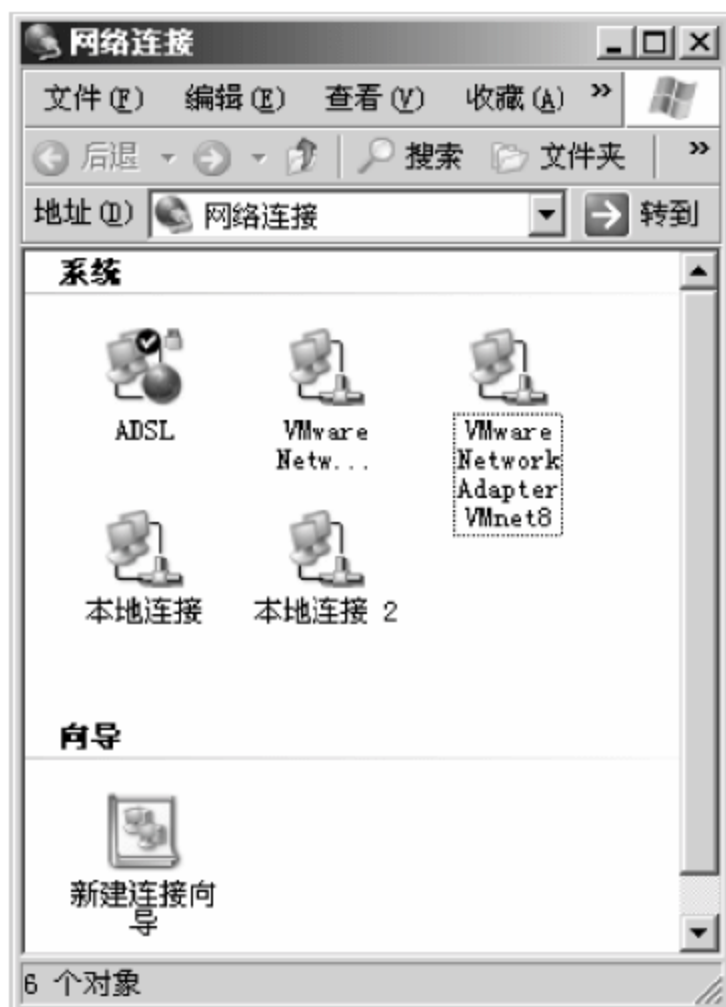 网络连接
文件(F) 编辑(E) 查看(V) 收藏(A) »
后退 搜索 文件夹 »
地址(D) 网络连接 转到
系统
ADSL
VMware
Netw...
VMware
Network
Adapter
VMnet8
本地连接
本地连接 2
向导
新建连接向
导
6 个对象